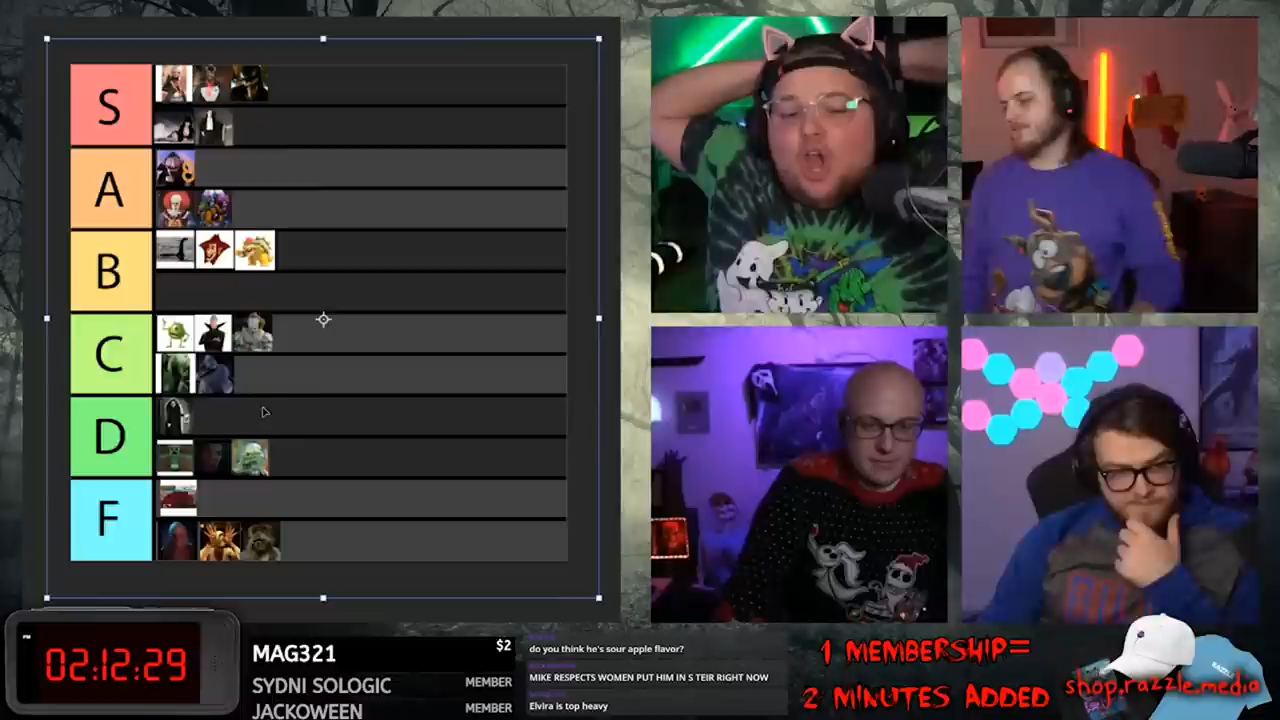 S
A
B
C
D
F
PM
02:12:29
MAG321 $2
SYDNI SOLOGIC MEMBER
JACKOWEEN MEMBER
do you think he's sour apple flavor?
MIKE RESPECTS WOMEN PUT HIM IN S TEIR RIGHT NOW
Elvira is top heavy
1 MEMBERSHIP=
2 MINUTES ADDED
RAZZLE
shop.razzle.media